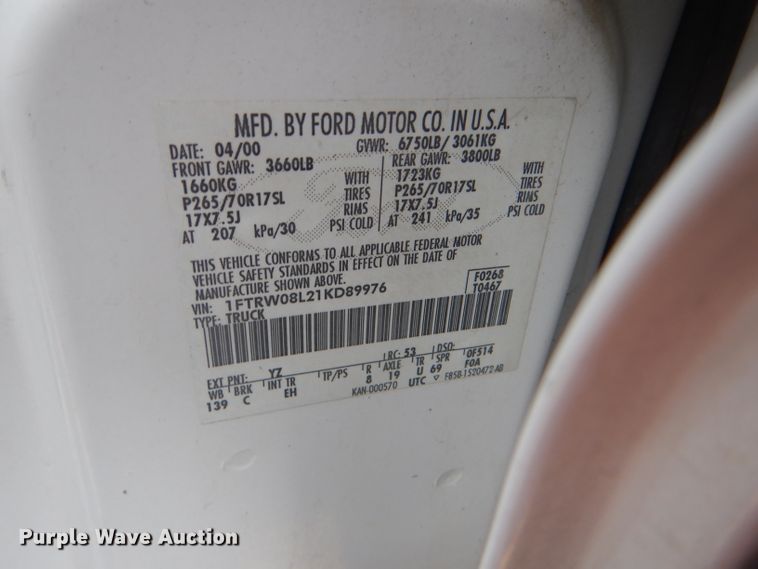 MFD. BY FORD MOTOR CO. IN U.S.A.
DATE: 04/00 GVWR: 6750LB/ 3061KG
FRONT GAWR: 3660LB REAR GAWR: 3800LB
1660KG WITH 1723KG WITH
P265/70R17SL TIRES P265/70R17SL TIRES
17X7.5J RIMS 17X7.5J RIMS
AT 207 kPa/30 PSI COLD AT 241 kPa/35 PSI COLD
THIS VEHICLE CONFORMS TO ALL APPLICABLE FEDERAL MOTOR
VEHICLE SAFETY STANDARDS IN EFFECT ON THE DATE OF
MANUFACTURE SHOWN ABOVE.
VIN: 1FTRW08L21KD89976 F0268
TYPE: TRUCK T0467
EXT PNT: YZ RC: 53 DSO:
WB BRK INT TR TP/PS R AXLE TR SPR 0F514
139 C EH 8 19 U 69 F0A
KAN-000570 UTC ▽ F85B-1520472-AB
Purple Wave Auction